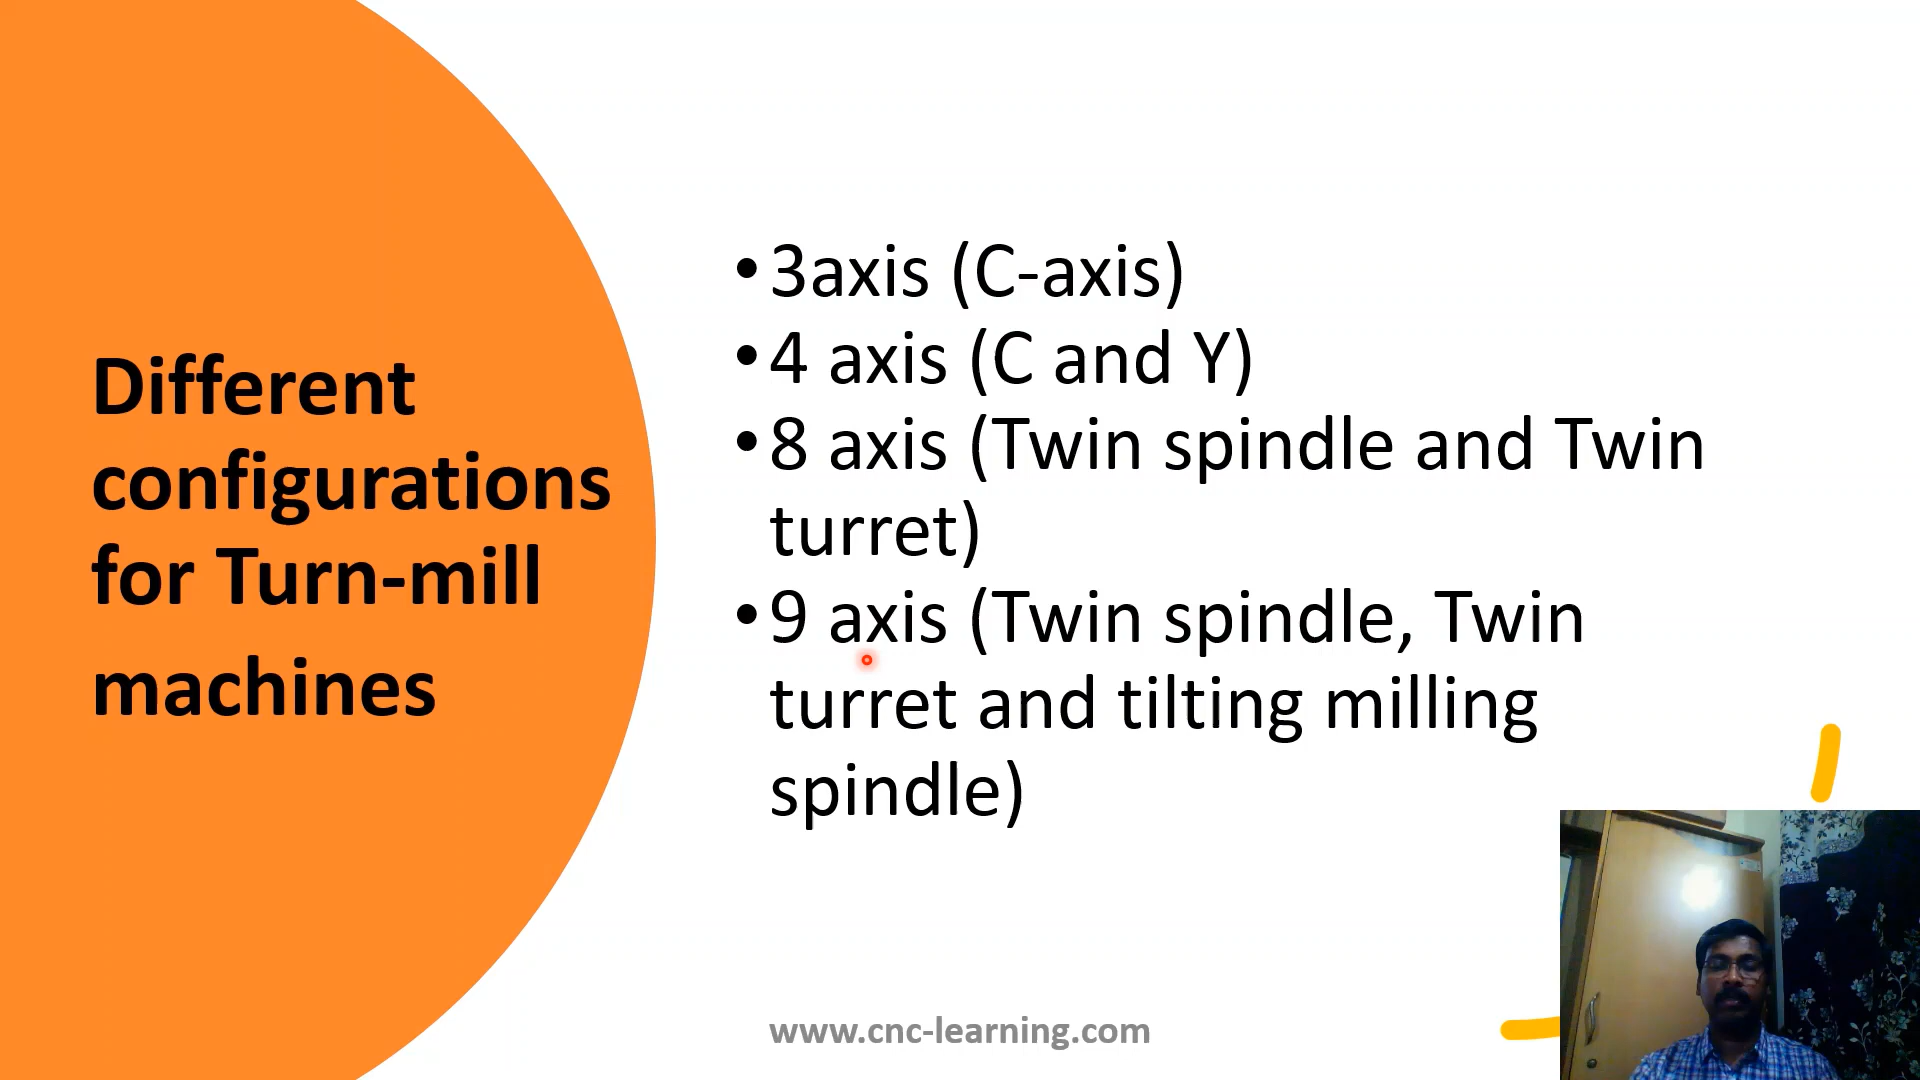 Different
configurations
for Turn-mill
machines
•3axis (C-axis)
•4 axis (C and Y)
•8 axis (Twin spindle and Twin
turret)
•9 axis (Twin spindle, Twin
turret and tilting milling
spindle)
www.cnc-learning.com